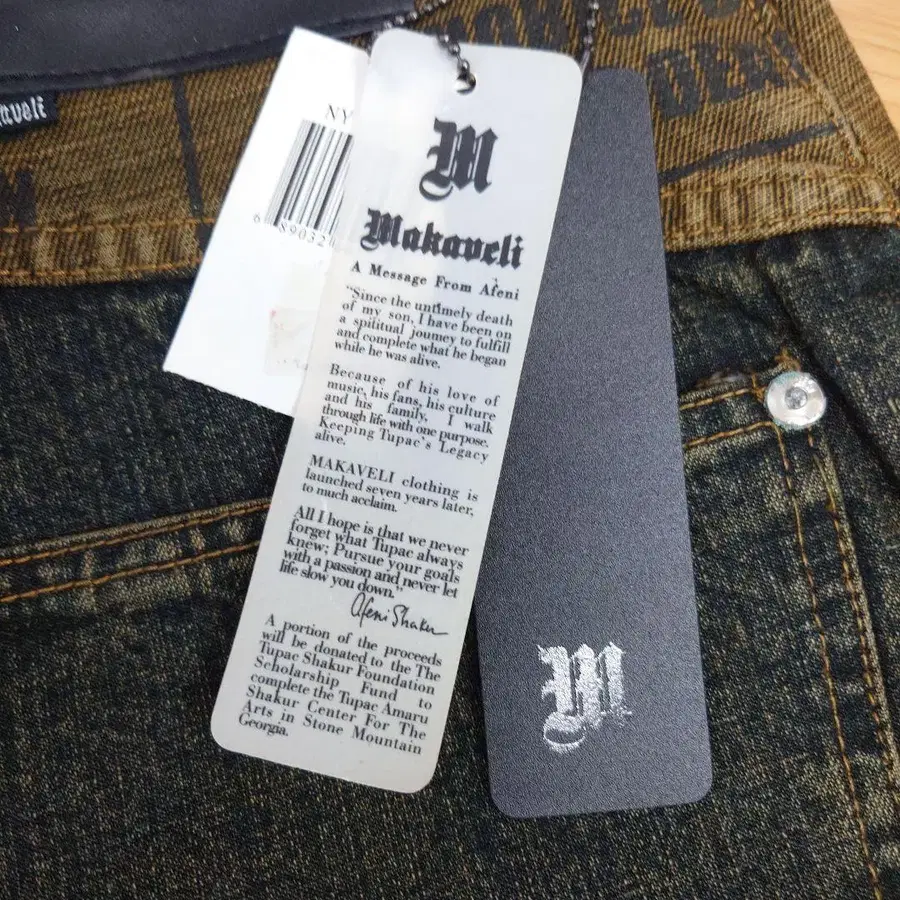 aveli
NY
6 89032
M
Makaveli
A Message From Afeni
"Since the untimely death
of my son, I have been on
a spititual journey to fulfill
and complete what he began
while he was alive.
Because of his love of
music, his fans, his culture
and his family, I walk
through life with one purpose.
Keeping Tupac's Legacy
alive.
MAKAVELI clothing is
launched seven years later,
to much acclaim.
All I hope is that we never
forget what Tupac always
knew; Pursue your goals
with a passion and never let
life slow you down."
Afeni Shakur
A portion of the proceeds
will be donated to the The
Tupac Shakur Foundation
Scholarship Fund to
complete the Tupac Amaru
Shakur Center For The
Arts in Stone Mountain
Georgia.
M
M